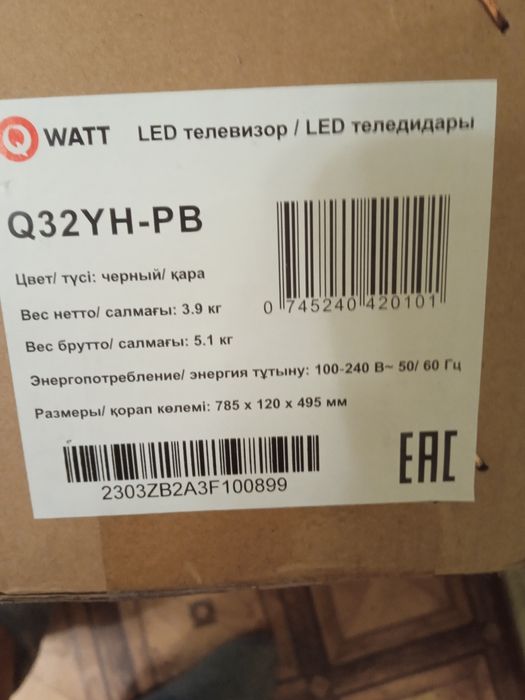 Q WATT LED телевизор / LED теледидары
Q32YH-PB
Цвет/ түсі: черный/ қара
Вес нетто/ салмағы: 3.9 кг
0 745240 420101
Вес брутто/ салмағы: 5.1 кг
Энергопотребление/ энергия тұтыну: 100-240 В~ 50/ 60 Гц
Размеры/ қорап көлемі: 785 x 120 x 495 мм
2303ZB2A3F100899
EAC